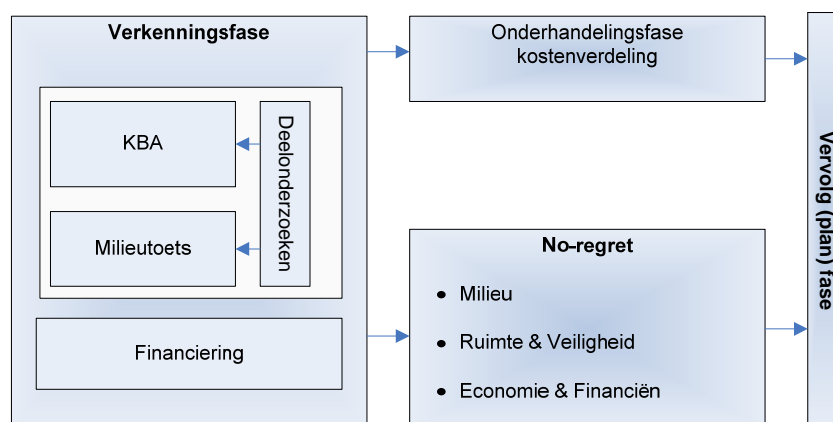 Verkenningsfase
KBA
Milieutoets
Deelonderzoeken
Financiering
Onderhandelingsfase
kostenverdeling
No-regret
• Milieu
• Ruimte & Veiligheid
• Economie & Financiën
Vervolg (plan) fase